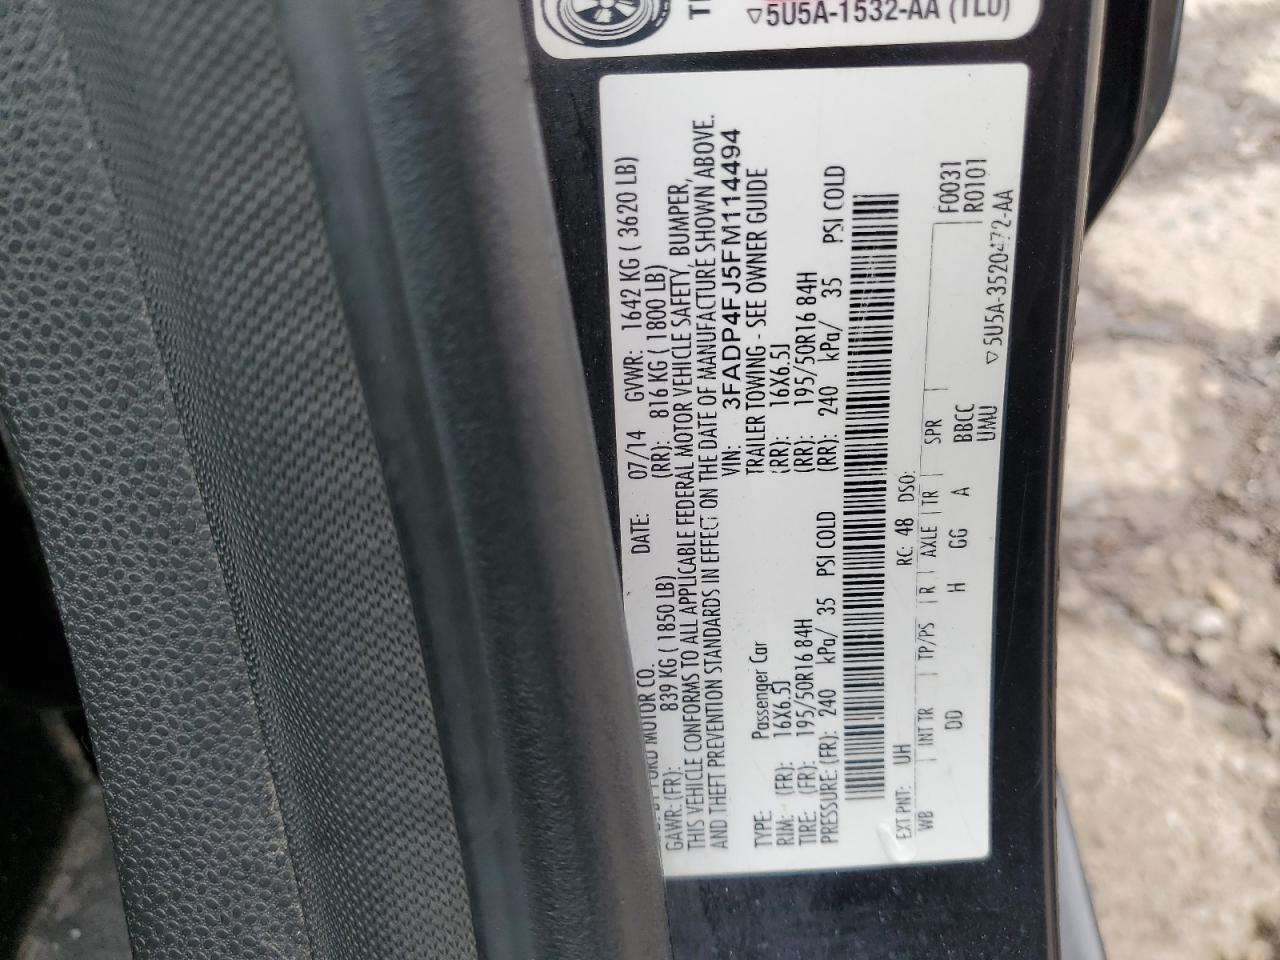 5U5A-1532-AA (TL0)
FORD MOTOR CO.
DATE: 07/14 GVWR: 1642 KG ( 3620 LB)
GAWR: (FR): 839 KG ( 1850 LB) (RR): 816 KG ( 1800 LB)
THIS VEHICLE CONFORMS TO ALL APPLICABLE FEDERAL MOTOR VEHICLE SAFETY, BUMPER,
AND THEFT PREVENTION STANDARDS IN EFFECT ON THE DATE OF MANUFACTURE SHOWN ABOVE.
VIN: 3FADP4FJ5FM114494
TYPE: Passenger Car TRAILER TOWING - SEE OWNER GUIDE
RIM: (FR): 16X6.5J (RR): 16X6.5J
TIRE: (FR): 195/50R16 84H (RR): 195/50R16 84H
PRESSURE: (FR): 240 kPa/ 35 PSI COLD (RR): 240 kPa/ 35 PSI COLD
EXT PNT: UH RC: 48 DSO: F0031
WB INT TR TP/PS R AXLE TR SPR R0101
DD H GG A BBCC
UMU
5U5A-3520472-AA